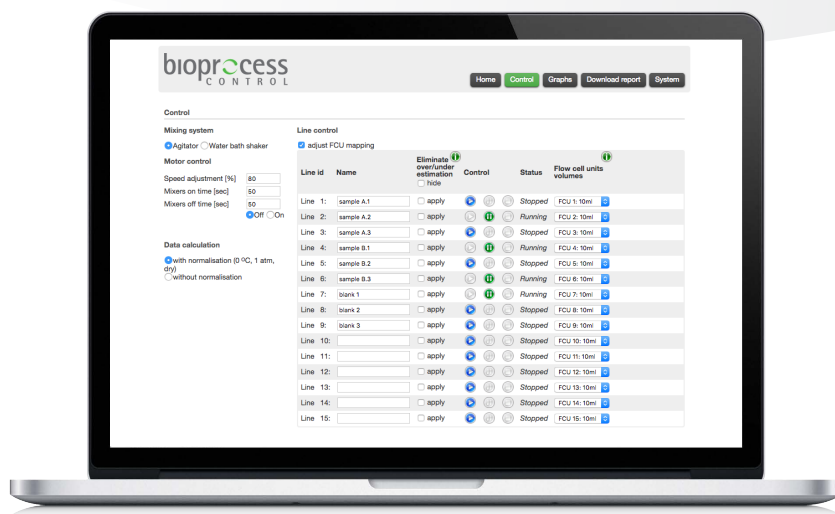 bioprocess
CONTROL
Home Control Graphs Download report System
Control
Mixing system
Agitator Water bath shaker
Motor control
Speed adjustment [%] 80
Mixers on time [sec] 50
Mixers off time [sec] 50
Off On
Data calculation
with normalisation (0 ºC, 1 atm,
dry)
without normalisation
Line control
adjust FCU mapping
Line id Name Eliminate over/under estimation hide Control Status Flow cell units volumes
Line 1: sample A.1 apply Stopped FCU 1: 10ml
Line 2: sample A.2 apply Running FCU 2: 10ml
Line 3: sample A.3 apply Stopped FCU 3: 10ml
Line 4: sample B.1 apply Running FCU 4: 10ml
Line 5: sample B.2 apply Stopped FCU 5: 10ml
Line 6: sample B.3 apply Running FCU 6: 10ml
Line 7: blank 1 apply Running FCU 7: 10ml
Line 8: blank 2 apply Stopped FCU 8: 10ml
Line 9: blank 3 apply Stopped FCU 9: 10ml
Line 10: apply Stopped FCU 10: 10ml
Line 11: apply Stopped FCU 11: 10ml
Line 12: apply Stopped FCU 12: 10ml
Line 13: apply Stopped FCU 13: 10ml
Line 14: apply Stopped FCU 14: 10ml
Line 15: apply Stopped FCU 15: 10ml